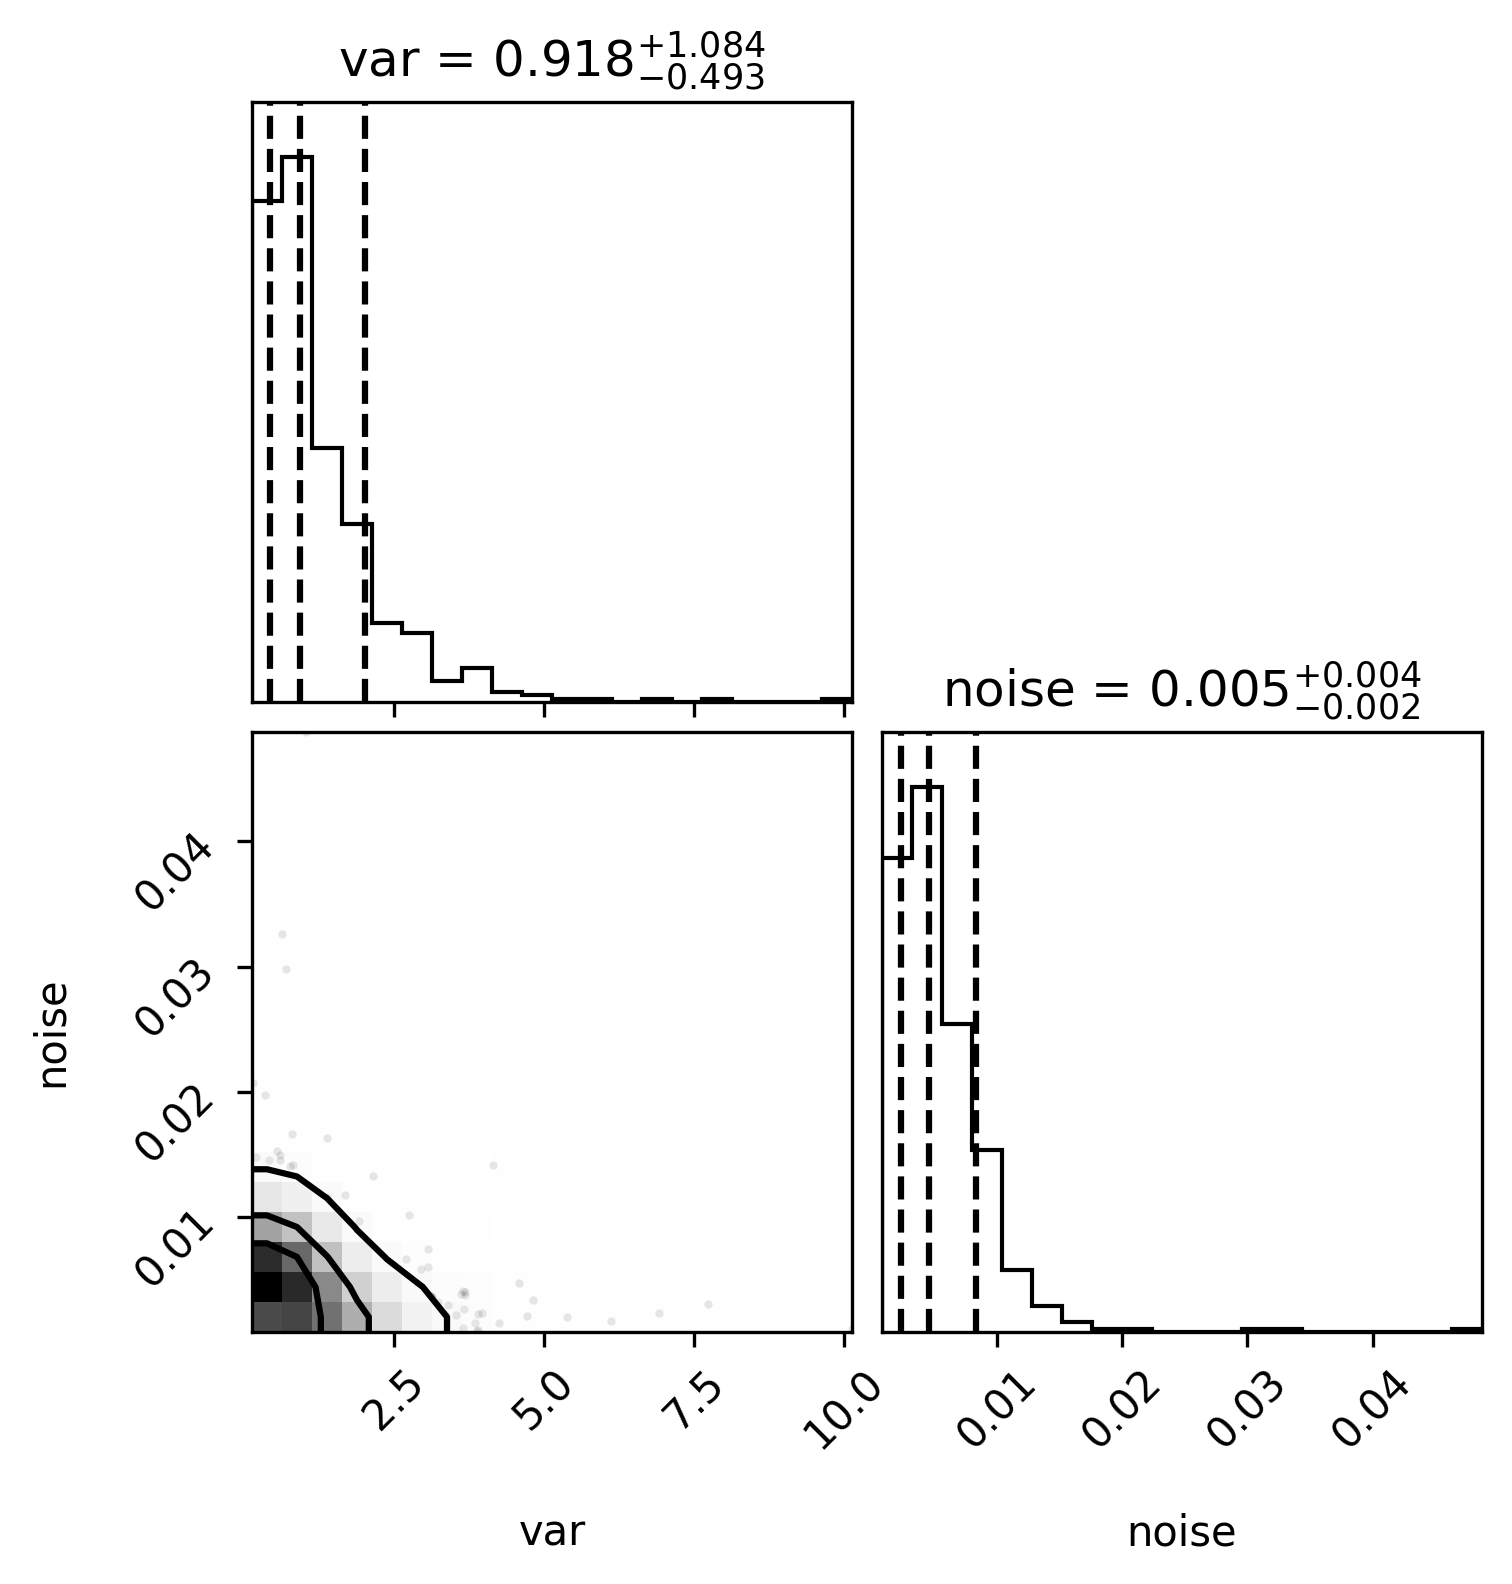 var = 0.918 +1.084 −0.493
noise = 0.005 +0.004 −0.002
0.04
0.03
0.02
0.01
noise
2.5 5.0 7.5 10.0
0.01 0.02 0.03 0.04
var
noise